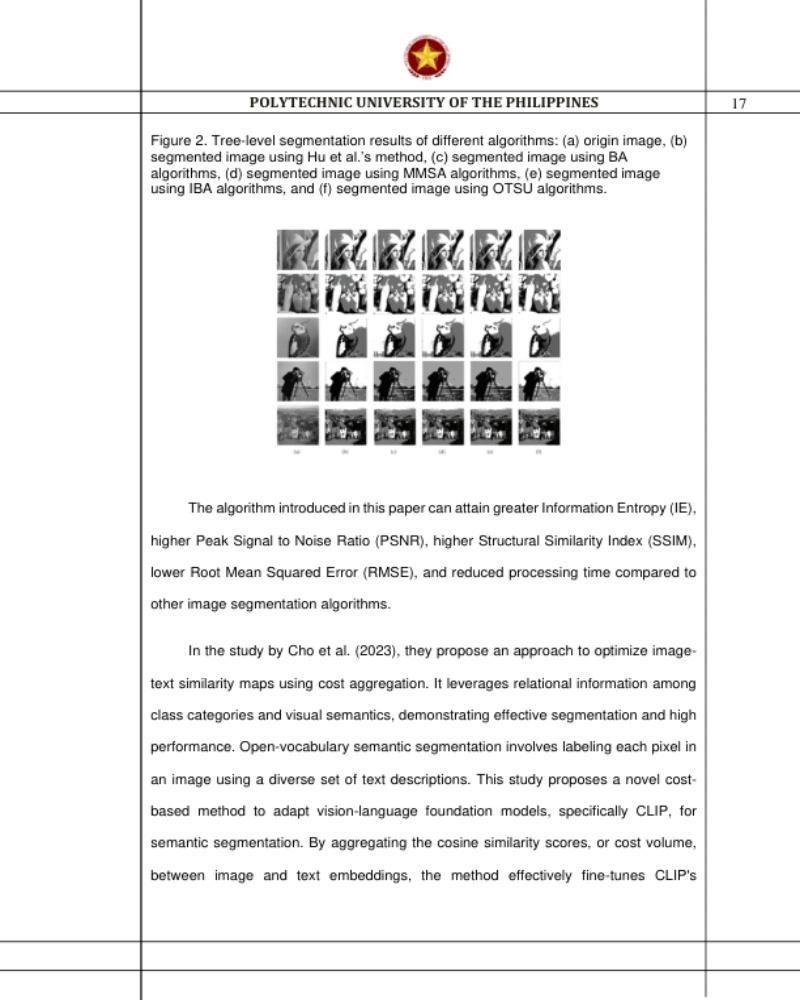 POLYTECHNIC UNIVERSITY OF THE PHILIPPINES
17
Figure 2. Tree-level segmentation results of different algorithms: (a) origin image, (b)
segmented image using Hu et al.'s method, (c) segmented image using BA
algorithms, (d) segmented image using MMSA algorithms, (e) segmented image
using IBA algorithms, and (f) segmented image using OTSU algorithms.
(a) (b) (c) (d) (e) (f)
The algorithm introduced in this paper can attain greater Information Entropy (IE),
higher Peak Signal to Noise Ratio (PSNR), higher Structural Similarity Index (SSIM),
lower Root Mean Squared Error (RMSE), and reduced processing time compared to
other image segmentation algorithms.
In the study by Cho et al. (2023), they propose an approach to optimize image-
text similarity maps using cost aggregation. It leverages relational information among
class categories and visual semantics, demonstrating effective segmentation and high
performance. Open-vocabulary semantic segmentation involves labeling each pixel in
an image using a diverse set of text descriptions. This study proposes a novel cost-
based method to adapt vision-language foundation models, specifically CLIP, for
semantic segmentation. By aggregating the cosine similarity scores, or cost volume,
between image and text embeddings, the method effectively fine-tunes CLIP's